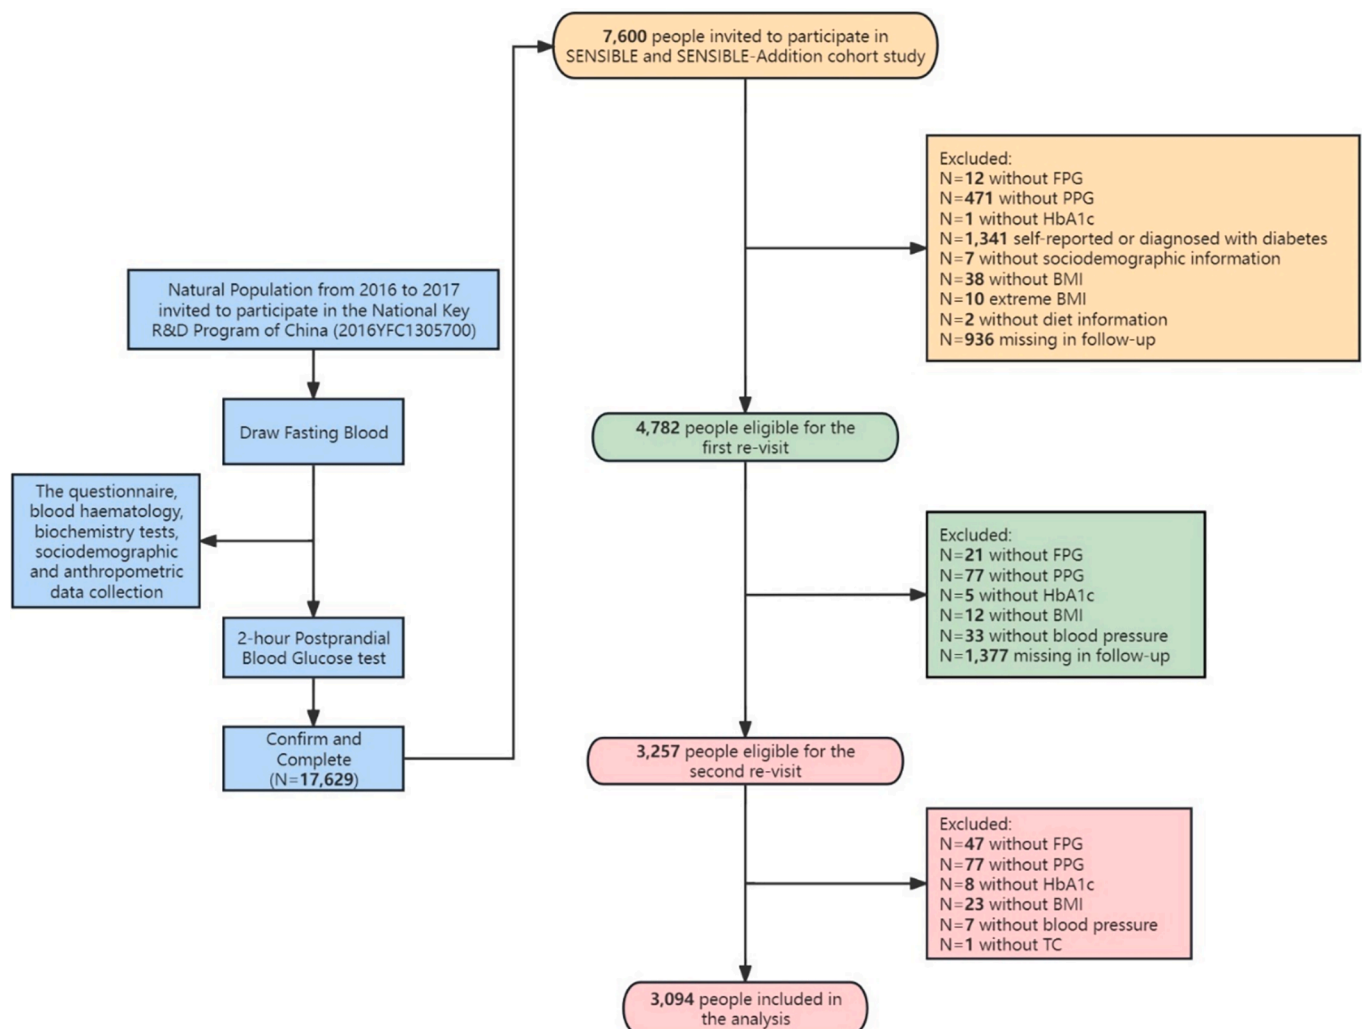 Natural Population from 2016 to 2017
invited to participate in the National Key
R&D Program of China (2016YFC1305700)
Draw Fasting Blood
The questionnaire,
blood haematology,
biochemistry tests,
sociodemographic
and anthropometric
data collection
2-hour Postprandial
Blood Glucose test
Confirm and
Complete
(N=17,629)
7,600 people invited to participate in
SENSIBLE and SENSIBLE-Addition cohort study
Excluded:
N=12 without FPG
N=471 without PPG
N=1 without HbA1c
N=1,341 self-reported or diagnosed with diabetes
N=7 without sociodemographic information
N=38 without BMI
N=10 extreme BMI
N=2 without diet information
N=936 missing in follow-up
4,782 people eligible for the
first re-visit
Excluded:
N=21 without FPG
N=77 without PPG
N=5 without HbA1c
N=12 without BMI
N=33 without blood pressure
N=1,377 missing in follow-up
3,257 people eligible for the
second re-visit
Excluded:
N=47 without FPG
N=77 without PPG
N=8 without HbA1c
N=23 without BMI
N=7 without blood pressure
N=1 without TC
3,094 people included in
the analysis